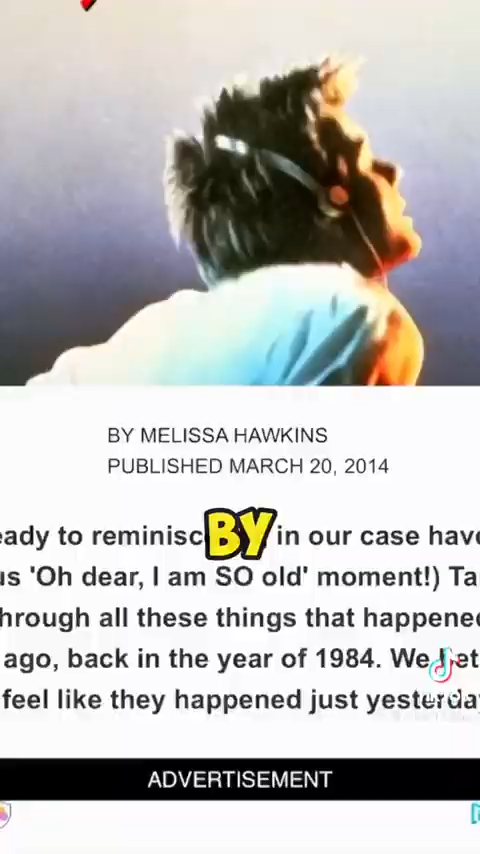 BY MELISSA HAWKINS
PUBLISHED MARCH 20, 2014
eady to reminisc BY in our case have
us 'Oh dear, I am SO old' moment!) Ta
hrough all these things that happened
ago, back in the year of 1984. We bet
feel like they happened just yesterday
ADVERTISEMENT